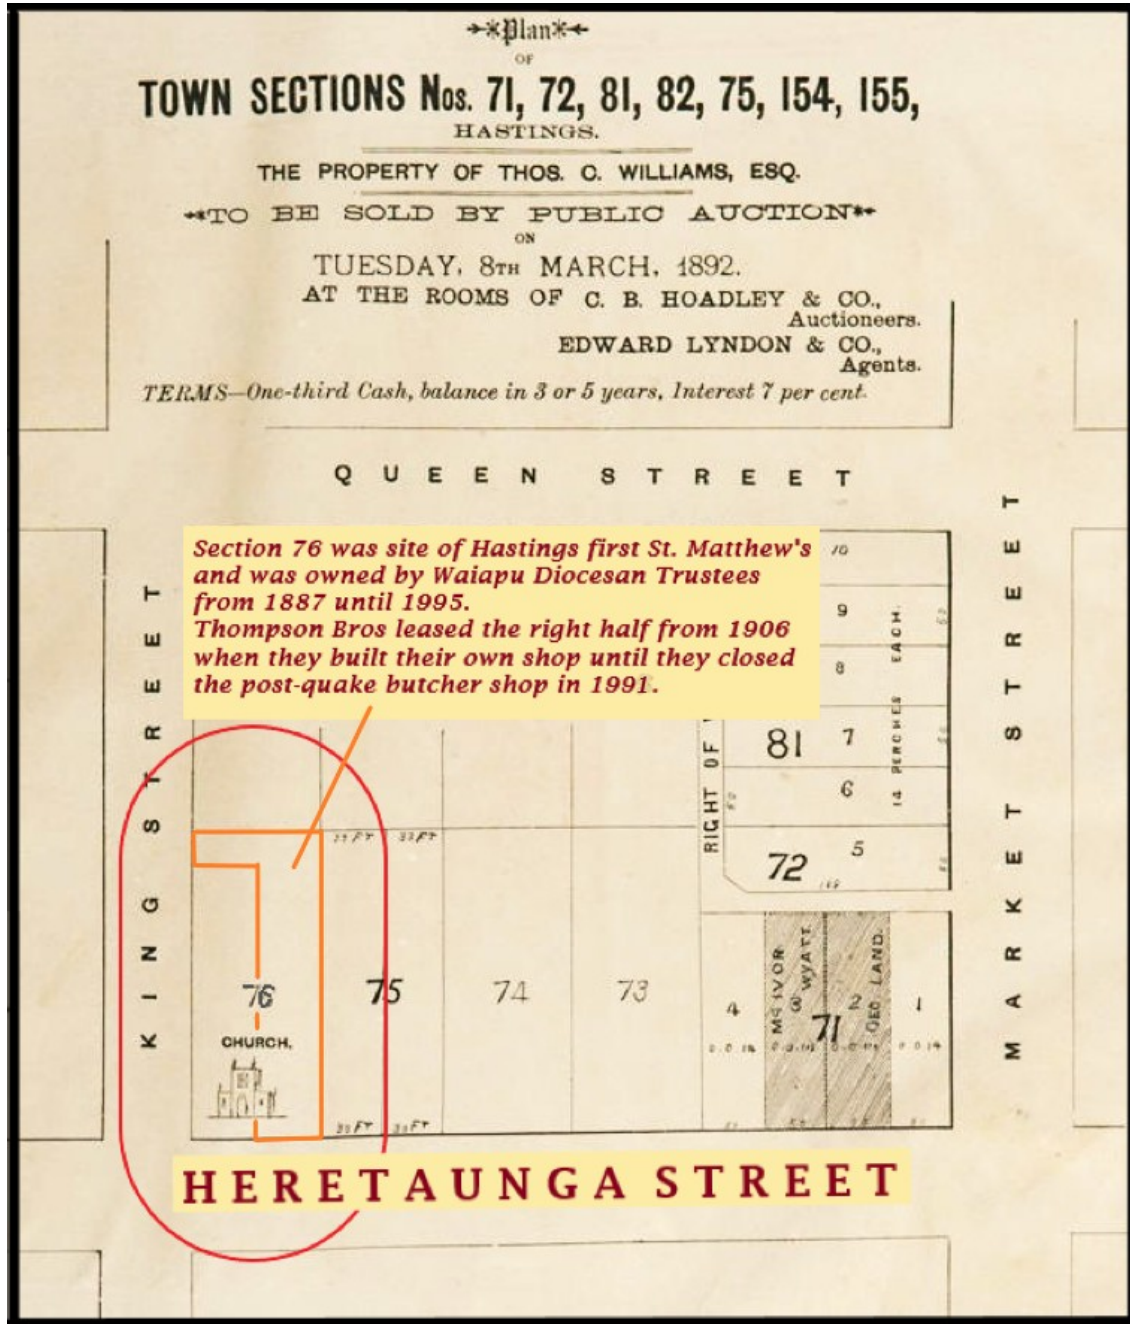 Plan
OF
TOWN SECTIONS Nos. 71, 72, 81, 82, 75, 154, 155,
HASTINGS.
THE PROPERTY OF THOS. C. WILLIAMS, ESQ.
TO BE SOLD BY PUBLIC AUCTION
ON
TUESDAY, 8TH MARCH, 1892.
AT THE ROOMS OF C. B. HOADLEY & CO.,
Auctioneers.
EDWARD LYNDON & CO.,
Agents.
TERMS—One-third Cash, balance in 3 or 5 years, Interest 7 per cent.
QUEEN STREET
KING STREET
MARKET STREET
Section 76 was site of Hastings first St. Matthew's
and was owned by Waiapu Diocesan Trustees
from 1887 until 1995.
Thompson Bros leased the right half from 1906
when they built their own shop until they closed
the post-quake butcher shop in 1991.
10
9
8
7
6
5
14 PERCHES EACH.
81
72
RIGHT OF
33 FT
76
CHURCH.
75
74
73
4
McIVOR & WYATT
3
71
2
GEO LAND.
1
HERETAUNGA STREET